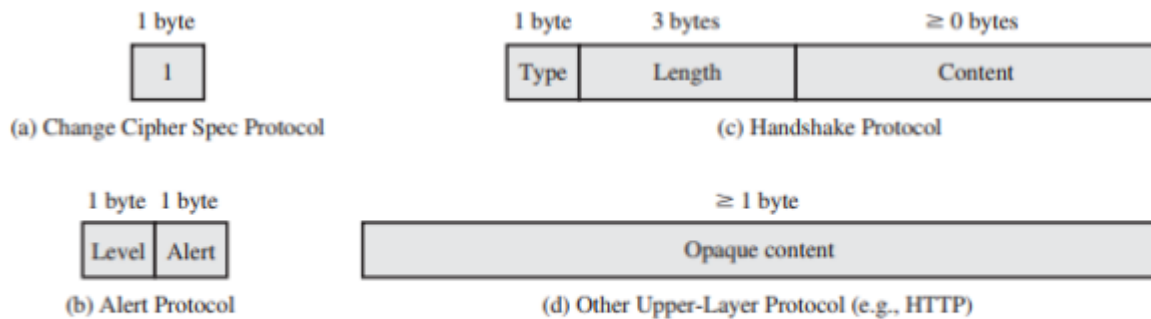 1 byte
1
(a) Change Cipher Spec Protocol
1 byte 3 bytes ≥ 0 bytes
Type Length Content
(c) Handshake Protocol
1 byte 1 byte
Level Alert
(b) Alert Protocol
≥ 1 byte
Opaque content
(d) Other Upper-Layer Protocol (e.g., HTTP)